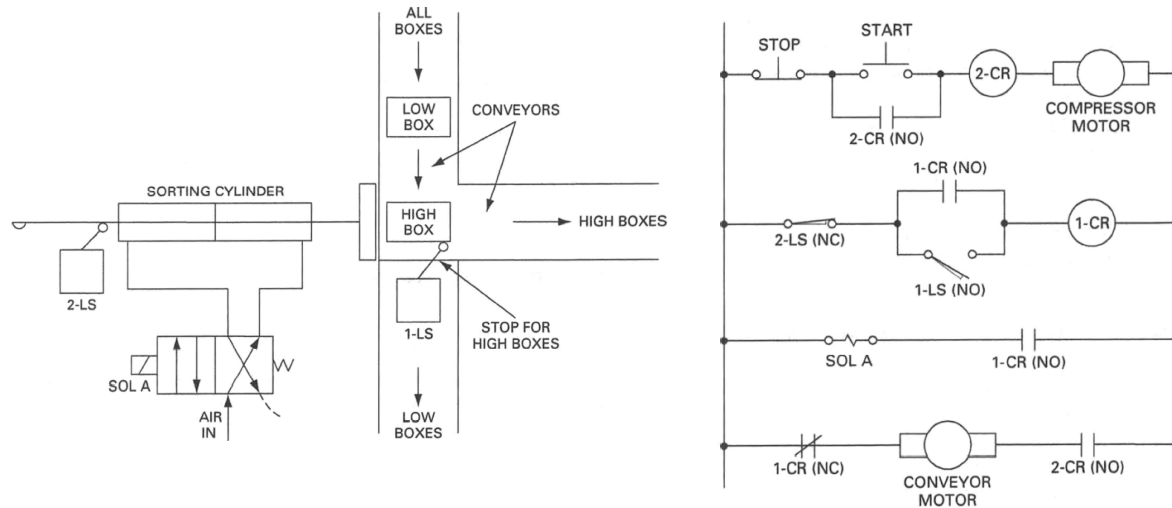 ALL
BOXES
LOW
BOX
CONVEYORS
SORTING CYLINDER
HIGH
BOX
HIGH BOXES
2-LS
1-LS
STOP FOR
HIGH BOXES
SOL A
AIR
IN
LOW
BOXES
STOP
START
2-CR
COMPRESSOR
MOTOR
2-CR (NO)
1-CR (NO)
2-LS (NC)
1-CR
1-LS (NO)
SOL A
1-CR (NO)
1-CR (NC)
CONVEYOR
MOTOR
2-CR (NO)